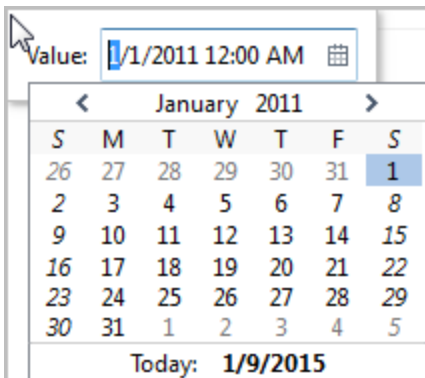 Value: 1/1/2011 12:00 AM
January 2011
S M T W T F S
26 27 28 29 30 31 1
2 3 4 5 6 7 8
9 10 11 12 13 14 15
16 17 18 19 20 21 22
23 24 25 26 27 28 29
30 31 1 2 3 4 5
Today: 1/9/2015